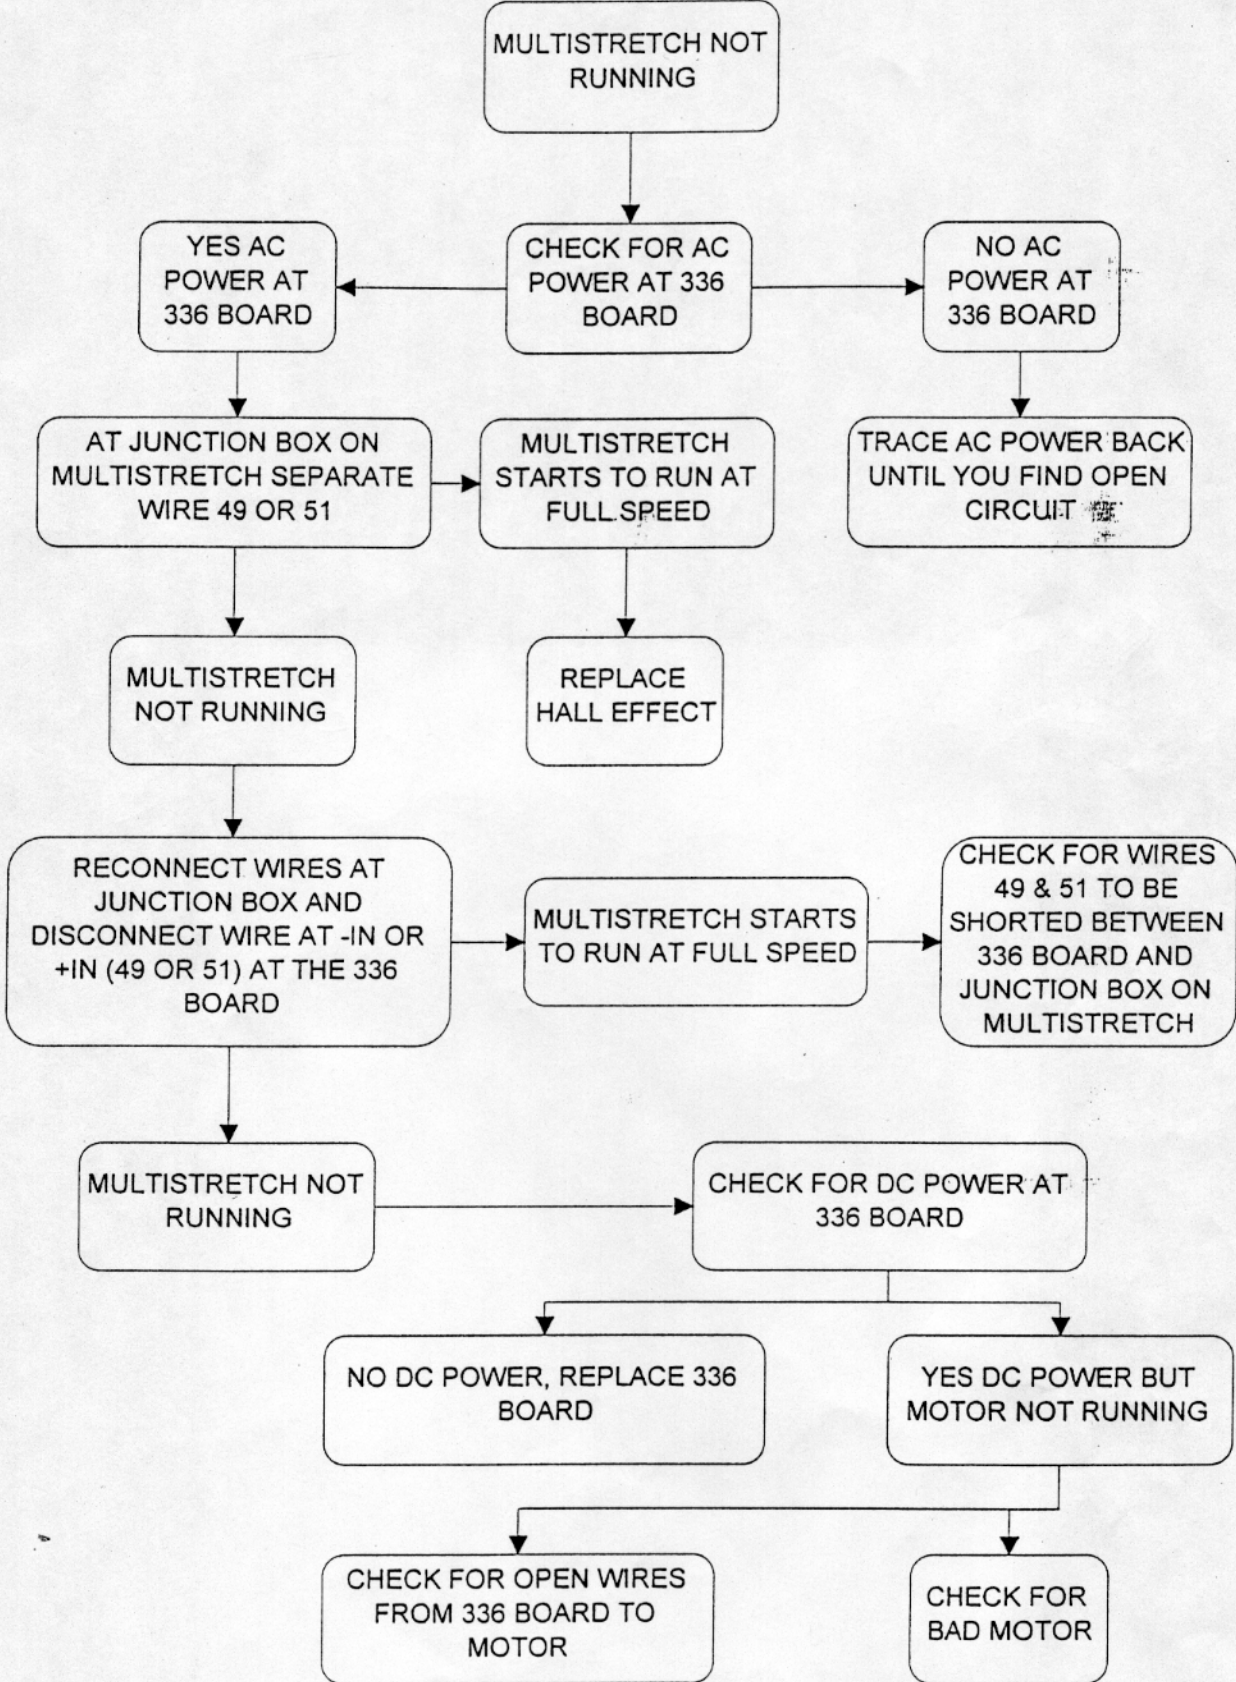 MULTISTRETCH NOT
RUNNING
YES AC
POWER AT
336 BOARD
CHECK FOR AC
POWER AT 336
BOARD
NO AC
POWER AT
336 BOARD
AT JUNCTION BOX ON
MULTISTRETCH SEPARATE
WIRE 49 OR 51
MULTISTRETCH
STARTS TO RUN AT
FULL SPEED
TRACE AC POWER BACK
UNTIL YOU FIND OPEN
CIRCUIT
MULTISTRETCH
NOT RUNNING
REPLACE
HALL EFFECT
RECONNECT WIRES AT
JUNCTION BOX AND
DISCONNECT WIRE AT -IN OR
+IN (49 OR 51) AT THE 336
BOARD
MULTISTRETCH STARTS
TO RUN AT FULL SPEED
CHECK FOR WIRES
49 & 51 TO BE
SHORTED BETWEEN
336 BOARD AND
JUNCTION BOX ON
MULTISTRETCH
MULTISTRETCH NOT
RUNNING
CHECK FOR DC POWER AT
336 BOARD
NO DC POWER, REPLACE 336
BOARD
YES DC POWER BUT
MOTOR NOT RUNNING
CHECK FOR OPEN WIRES
FROM 336 BOARD TO
MOTOR
CHECK FOR
BAD MOTOR